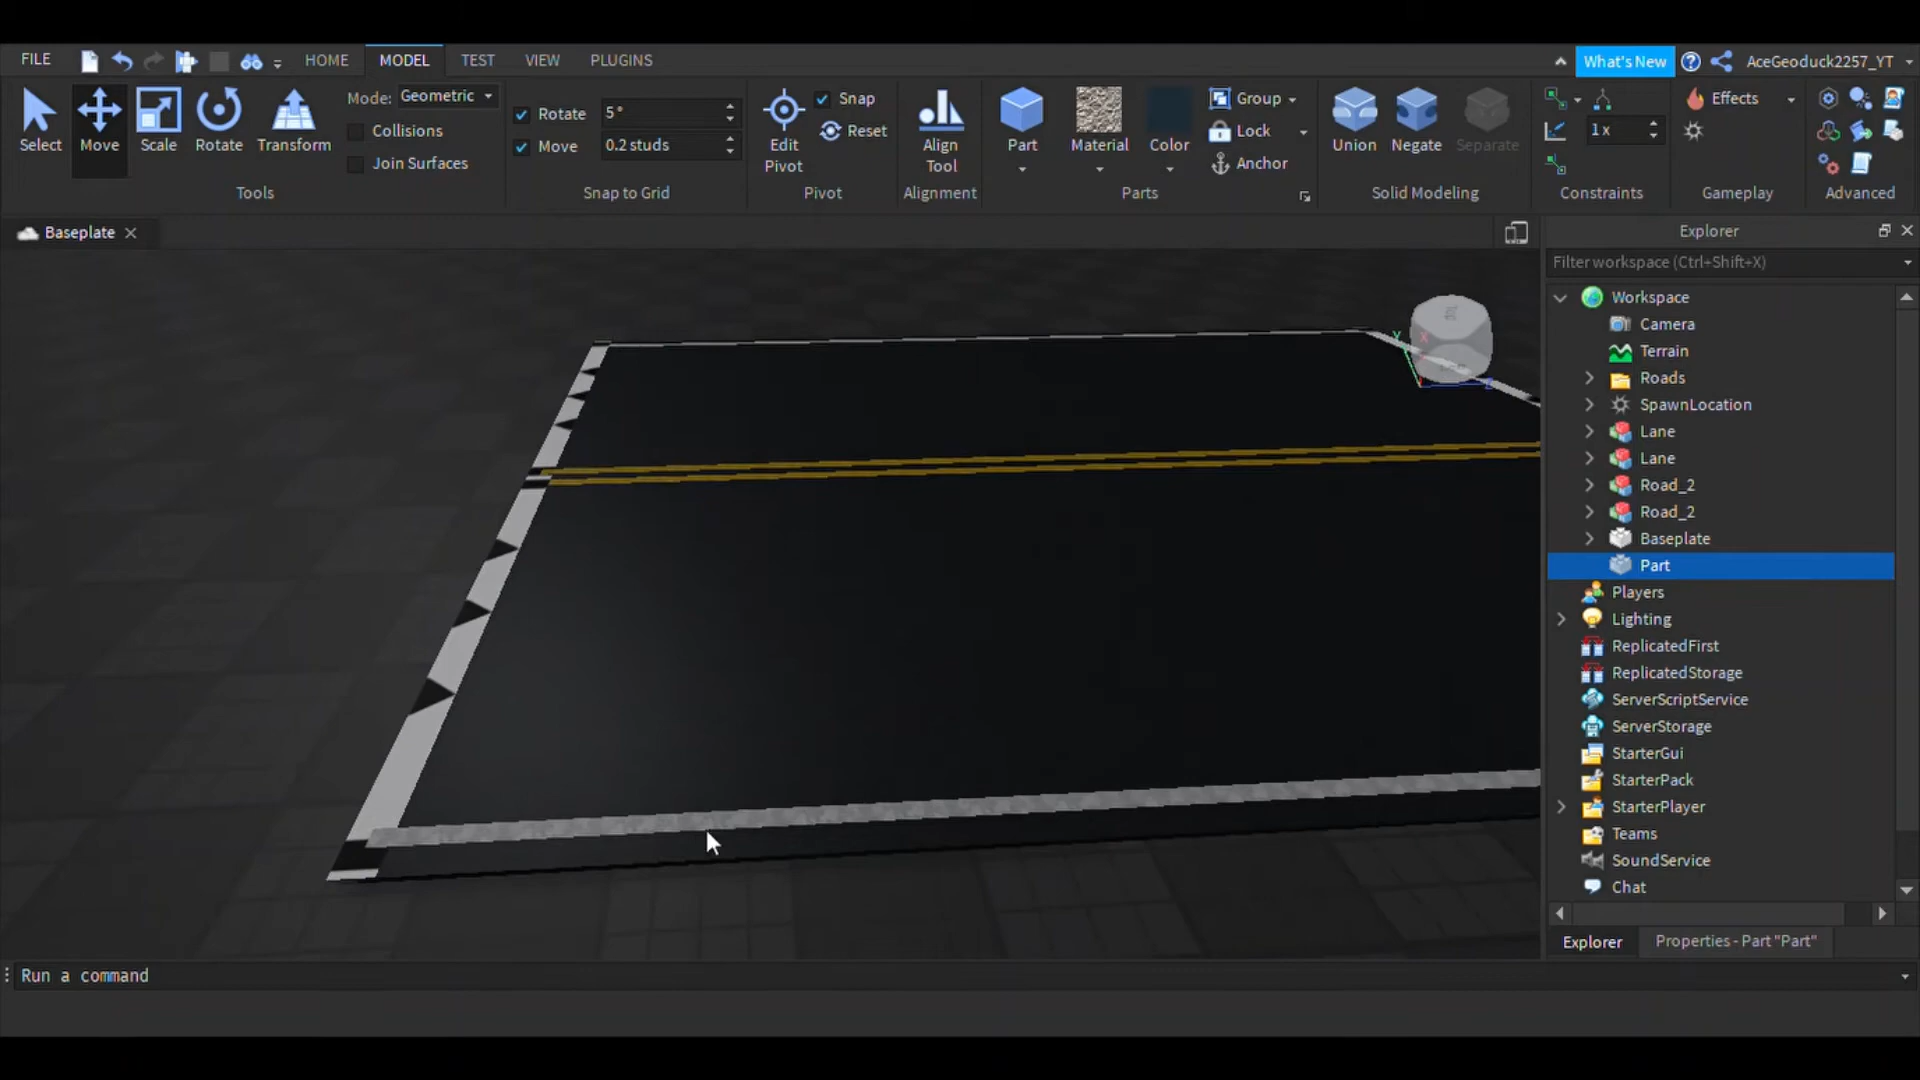 FILE HOME MODEL TEST VIEW PLUGINS What's New AceGeoduck2257_YT
Select Move Scale Rotate Transform
Mode: Geometric
Collisions
Join Surfaces
Tools
Rotate 5°
Move 0.2 studs
Snap to Grid
Edit Pivot
Snap
Reset
Pivot
Align Tool
Alignment
Part Material Color
Group
Lock
Anchor
Parts
Union Negate Separate
Solid Modeling
1x
Constraints
Effects
Gameplay
Advanced
Baseplate
Explorer
Filter workspace (Ctrl+Shift+X)
Workspace
Camera
Terrain
Roads
SpawnLocation
Lane
Lane
Road_2
Road_2
Baseplate
Part
Players
Lighting
ReplicatedFirst
ReplicatedStorage
ServerScriptService
ServerStorage
StarterGui
StarterPack
StarterPlayer
Teams
SoundService
Chat
Explorer Properties - Part "Part"
Run a command
Y X Z